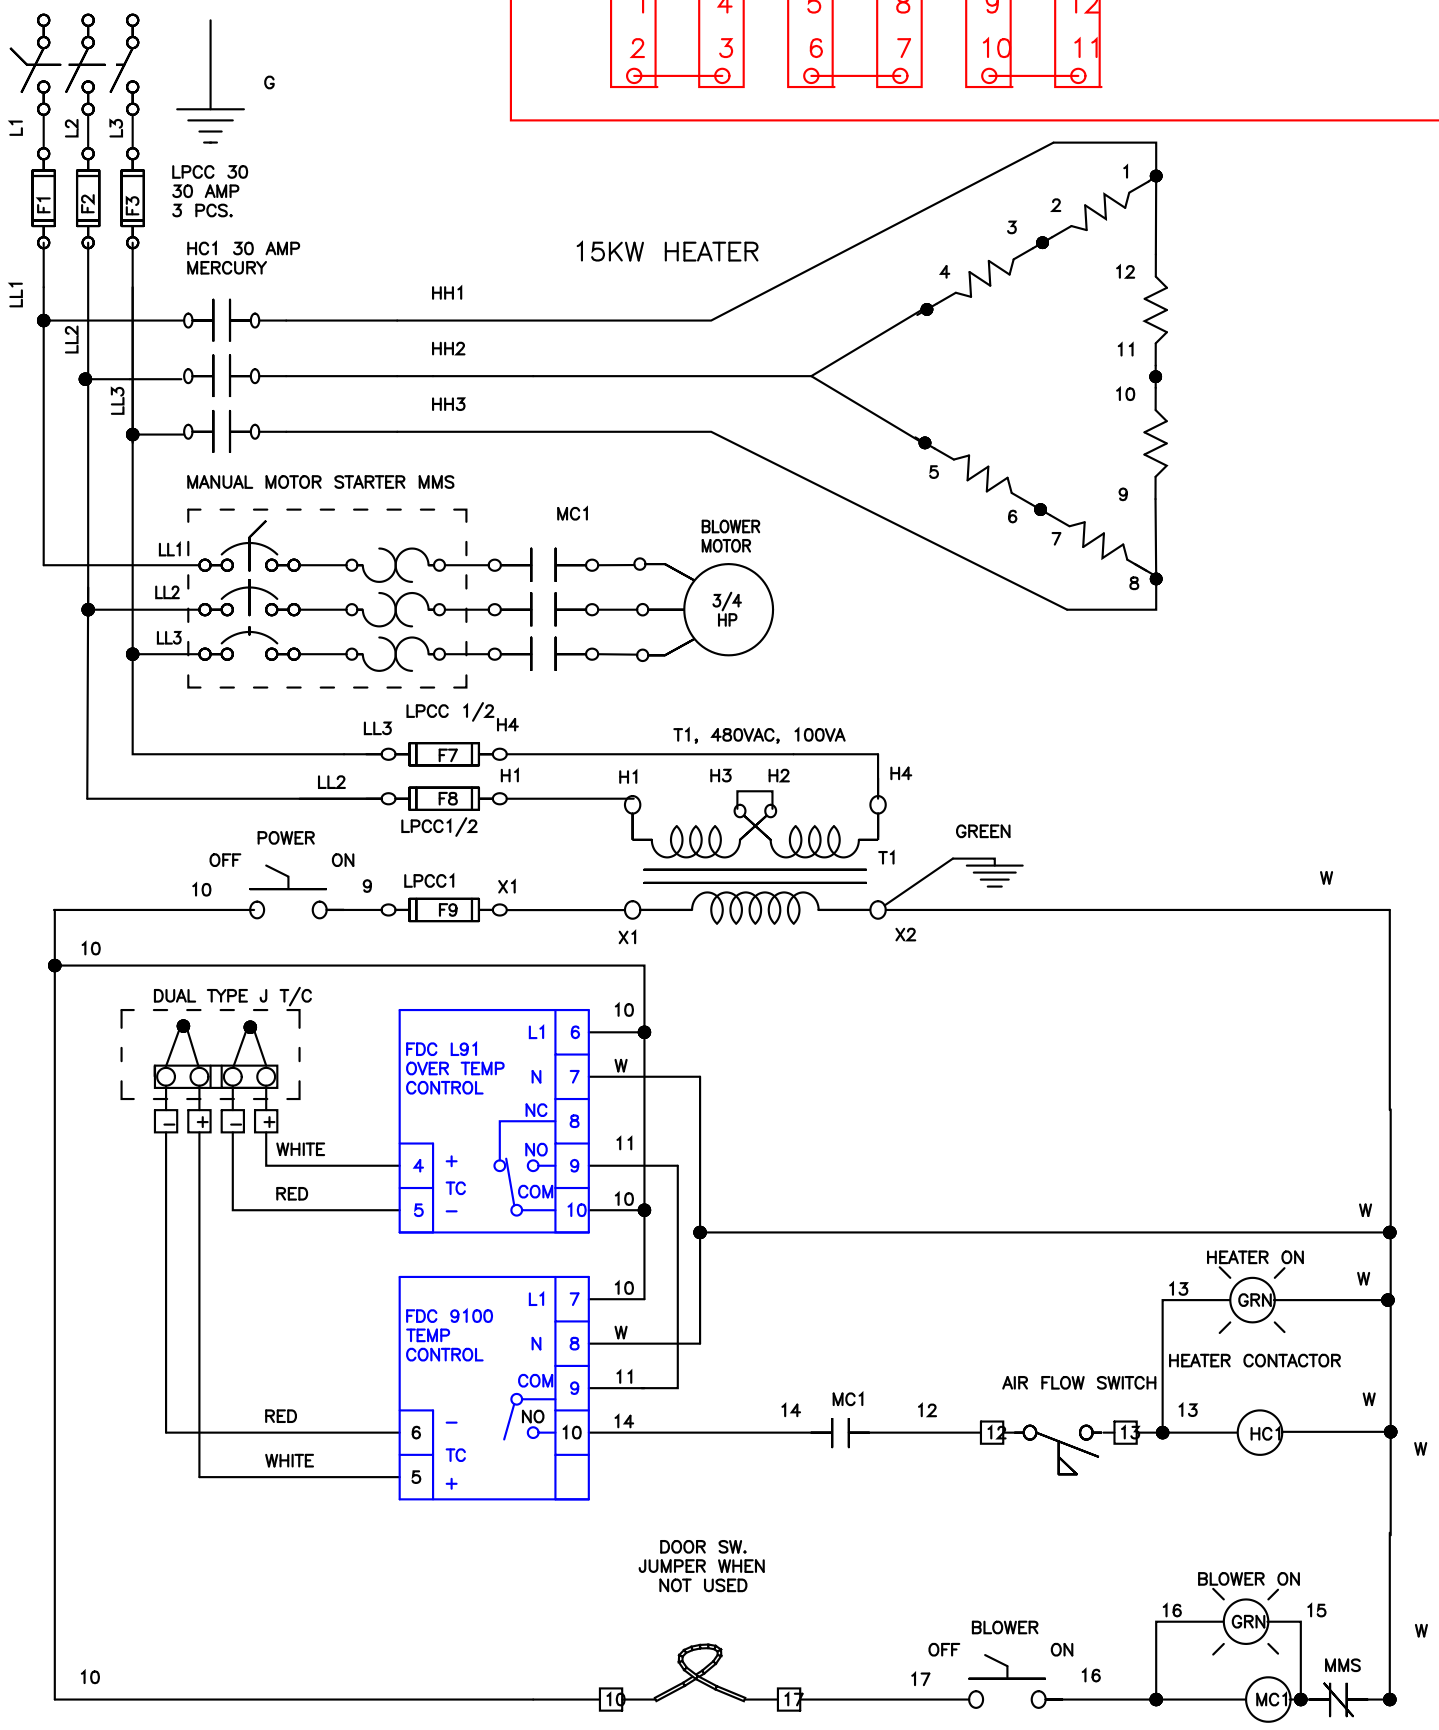 1 4 5 8 9 12
2 3 6 7 10 11
G
L1 L2 L3
LPCC 30
30 AMP
3 PCS.
F1 F2 F3
HC1 30 AMP
MERCURY
15KW HEATER
1
2
3
4
12
11
10
9
5
6
7
8
LL1
LL2
LL3
HH1
HH2
HH3
MANUAL MOTOR STARTER MMS
MC1
BLOWER
MOTOR
LL1
LL2
LL3
3/4
HP
LPCC 1/2
LL3 F7 H4
T1, 480VAC, 100VA
LL2 F8 H1
LPCC1/2
H1 H3 H2 H4
T1
GREEN
POWER
OFF ON
10 9 LPCC1 X1
F9
X1 X2
W
10
DUAL TYPE J T/C
− + − +
WHITE
RED
FDC L91
OVER TEMP
CONTROL
L1 6 10
N 7 W
NC 8
NO 9 11
COM 10 10
4 +
TC
5 −
W
FDC 9100
TEMP
CONTROL
L1 7 10
N 8 W
COM 9 11
NO 10 14
RED
6 −
TC
WHITE
5 +
HEATER ON
13 GRN W
HEATER CONTACTOR
AIR FLOW SWITCH
14 MC1 12 12 13 13 HC1 W
W
DOOR SW.
JUMPER WHEN
NOT USED
BLOWER ON
16 GRN 15
W
BLOWER
OFF ON
10 10 17 17 16 MC1 MMS